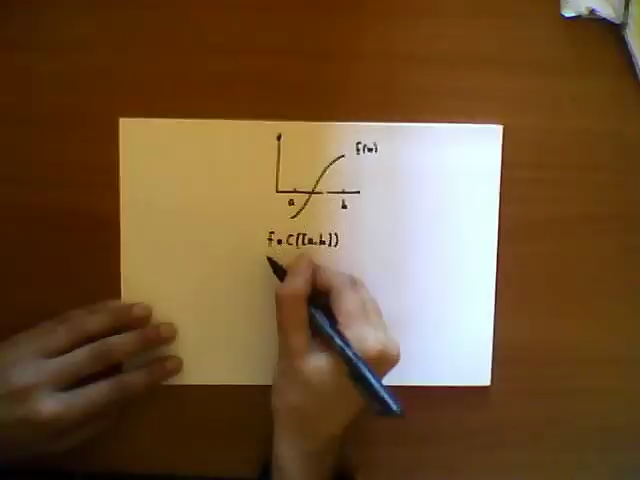 f(x)
a b
f ∈ C([a,b])